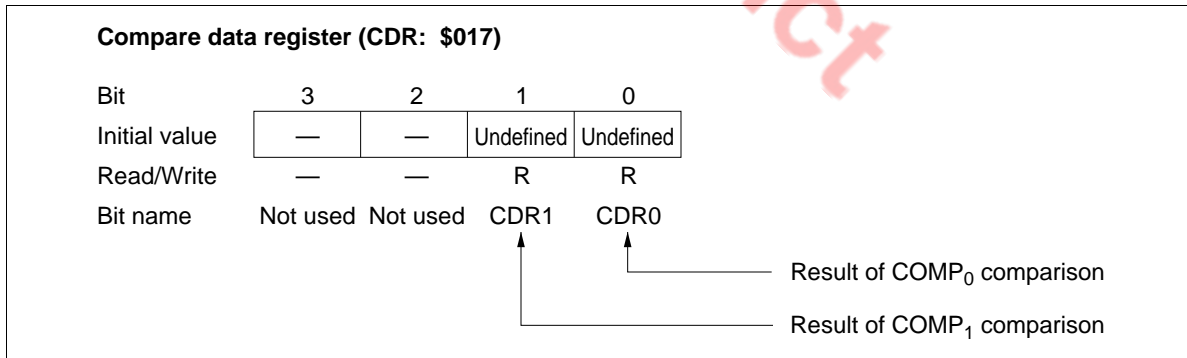 ct
Compare data register (CDR: $017)
Bit 3 2 1 0
Initial value — — Undefined Undefined
Read/Write — — R R
Bit name Not used Not used CDR1 CDR0
Result of COMP0 comparison
Result of COMP1 comparison